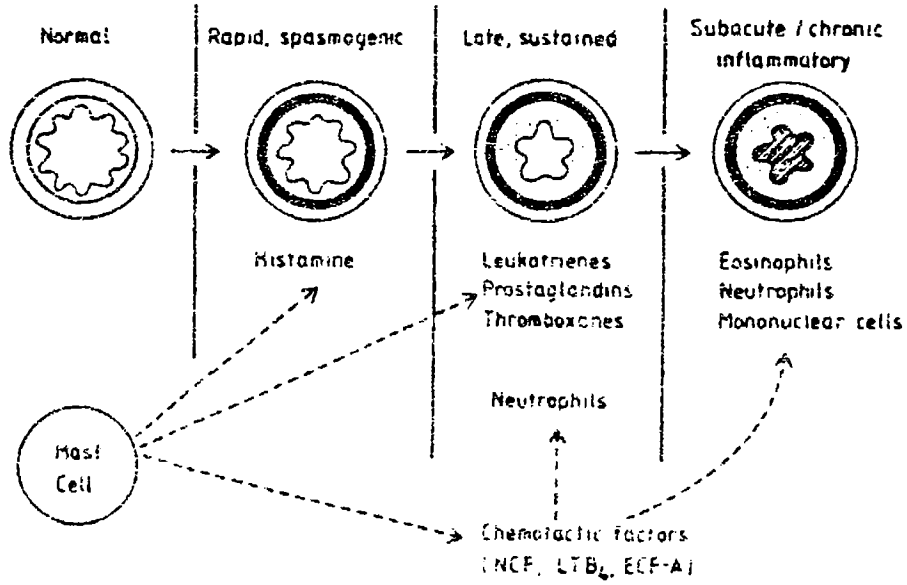 Normal
Rapid, spasmogenic
Late, sustained
Subacute / chronic
inflammatory
Histamine
Leukotrienes
Prostaglandins
Thromboxanes
Eosinophils
Neutrophils
Mononuclear cells
Neutrophils
Mast
Cell
Chemotactic factors
(NCF, LTB4, ECF-A)